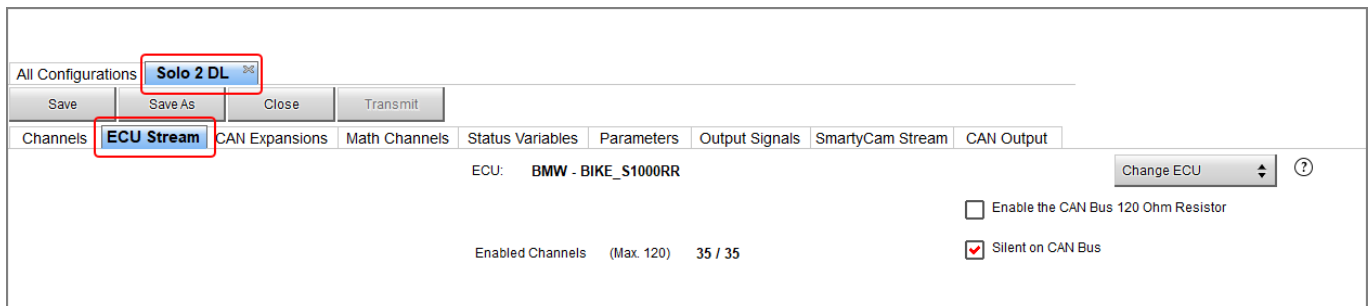 All Configurations Solo 2 DL
Save Save As Close Transmit
Channels ECU Stream CAN Expansions Math Channels Status Variables Parameters Output Signals SmartyCam Stream CAN Output
ECU: BMW - BIKE_S1000RR Change ECU ?
Enable the CAN Bus 120 Ohm Resistor
Enabled Channels (Max. 120) 35 / 35 Silent on CAN Bus